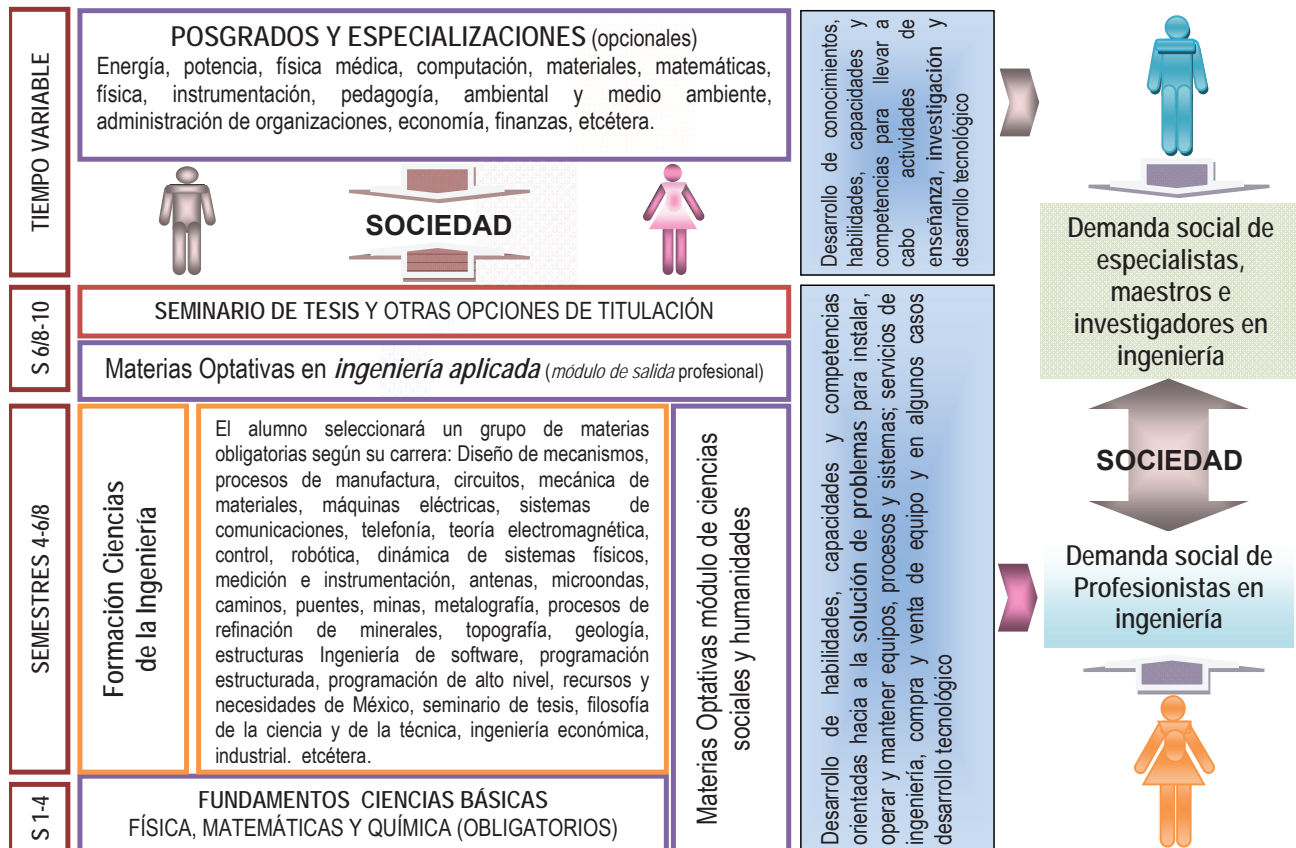 TIEMPO VARIABLE
POSGRADOS Y ESPECIALIZACIONES (opcionales)
Energía, potencia, física médica, computación, materiales, matemáticas,
física, instrumentación, pedagogía, ambiental y medio ambiente,
administración de organizaciones, economía, finanzas, etcétera.
SOCIEDAD
Desarrollo de conocimientos,
habilidades, capacidades y
competencias para llevar a
cabo actividades de
enseñanza, investigación y
desarrollo tecnológico
Demanda social de
especialistas,
maestros e
investigadores en
ingeniería
SOCIEDAD
Demanda social de
Profesionistas en
ingeniería
S 6/8-10
SEMINARIO DE TESIS Y OTRAS OPCIONES DE TITULACIÓN
Materias Optativas en ingeniería aplicada (módulo de salida profesional)
SEMESTRES 4-6/8
Formación Ciencias
de la Ingeniería
El alumno seleccionará un grupo de materias
obligatorias según su carrera: Diseño de mecanismos,
procesos de manufactura, circuitos, mecánica de
materiales, máquinas eléctricas, sistemas de
comunicaciones, telefonía, teoría electromagnética,
control, robótica, dinámica de sistemas físicos,
medición e instrumentación, antenas, microondas,
caminos, puentes, minas, metalografía, procesos de
refinación de minerales, topografía, geología,
estructuras Ingeniería de software, programación
estructurada, programación de alto nivel, recursos y
necesidades de México, seminario de tesis, filosofía
de la ciencia y de la técnica, ingeniería económica,
industrial. etcétera.
Materias Optativas módulo de ciencias
sociales y humanidades
Desarrollo de habilidades, capacidades y competencias
orientadas hacia a la solución de problemas para instalar,
operar y mantener equipos, procesos y sistemas; servicios de
ingeniería, compra y venta de equipo y en algunos casos
desarrollo tecnológico
S 1-4
FUNDAMENTOS CIENCIAS BÁSICAS
FÍSICA, MATEMÁTICAS Y QUÍMICA (OBLIGATORIOS)